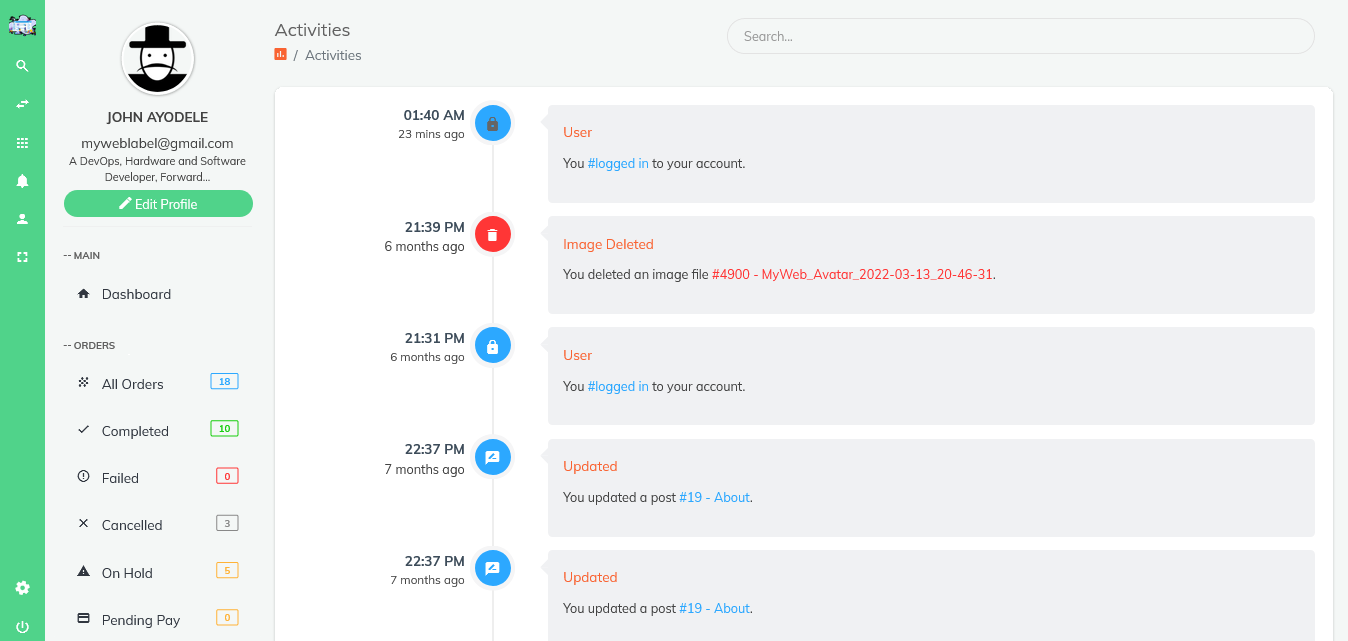 JOHN AYODELE
myweblabel@gmail.com
A DevOps, Hardware and Software
Developer, Forward...
Edit Profile
-- MAIN
Dashboard
-- ORDERS
All Orders 18
Completed 10
Failed 0
Cancelled 3
On Hold 5
Pending Pay 0
Activities
/ Activities
Search...
01:40 AM
23 mins ago
User
You #logged in to your account.
21:39 PM
6 months ago
Image Deleted
You deleted an image file #4900 - MyWeb_Avatar_2022-03-13_20-46-31.
21:31 PM
6 months ago
User
You #logged in to your account.
22:37 PM
7 months ago
Updated
You updated a post #19 - About.
22:37 PM
7 months ago
Updated
You updated a post #19 - About.